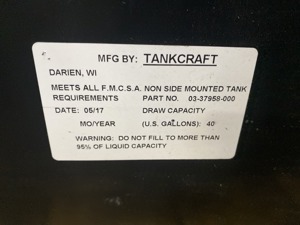 MFG BY: TANKCRAFT
DARIEN, WI
MEETS ALL F.M.C.S.A. NON SIDE MOUNTED TANK
REQUIREMENTS PART NO. 03-37958-000
DATE: 05/17 DRAW CAPACITY
MO/YEAR (U.S. GALLONS): 40
WARNING: DO NOT FILL TO MORE THAN
95% OF LIQUID CAPACITY